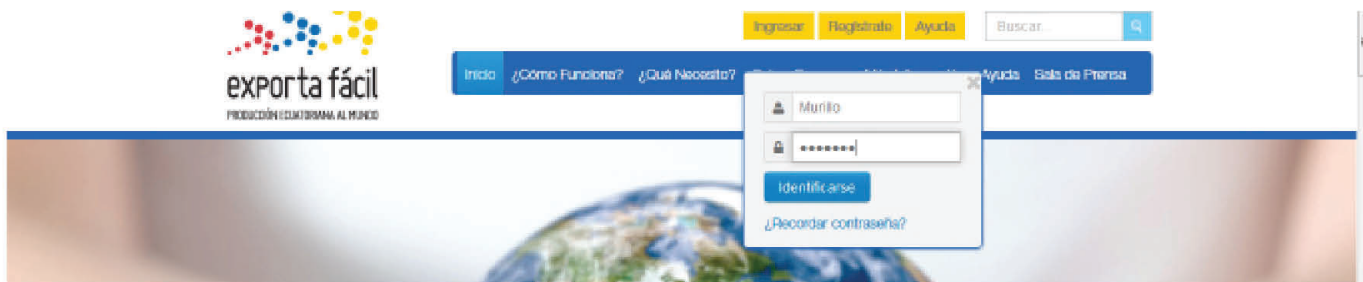 Ingresar Regístrate Ayuda Buscar...
exporta fácil
PRODUCCIÓN ECUATORIANA AL MUNDO
Inicio ¿Cómo Funciona? ¿Qué Necesito? Ayuda Sala de Prensa
Murillo
•••••••
Identificarse
¿Recordar contraseña?